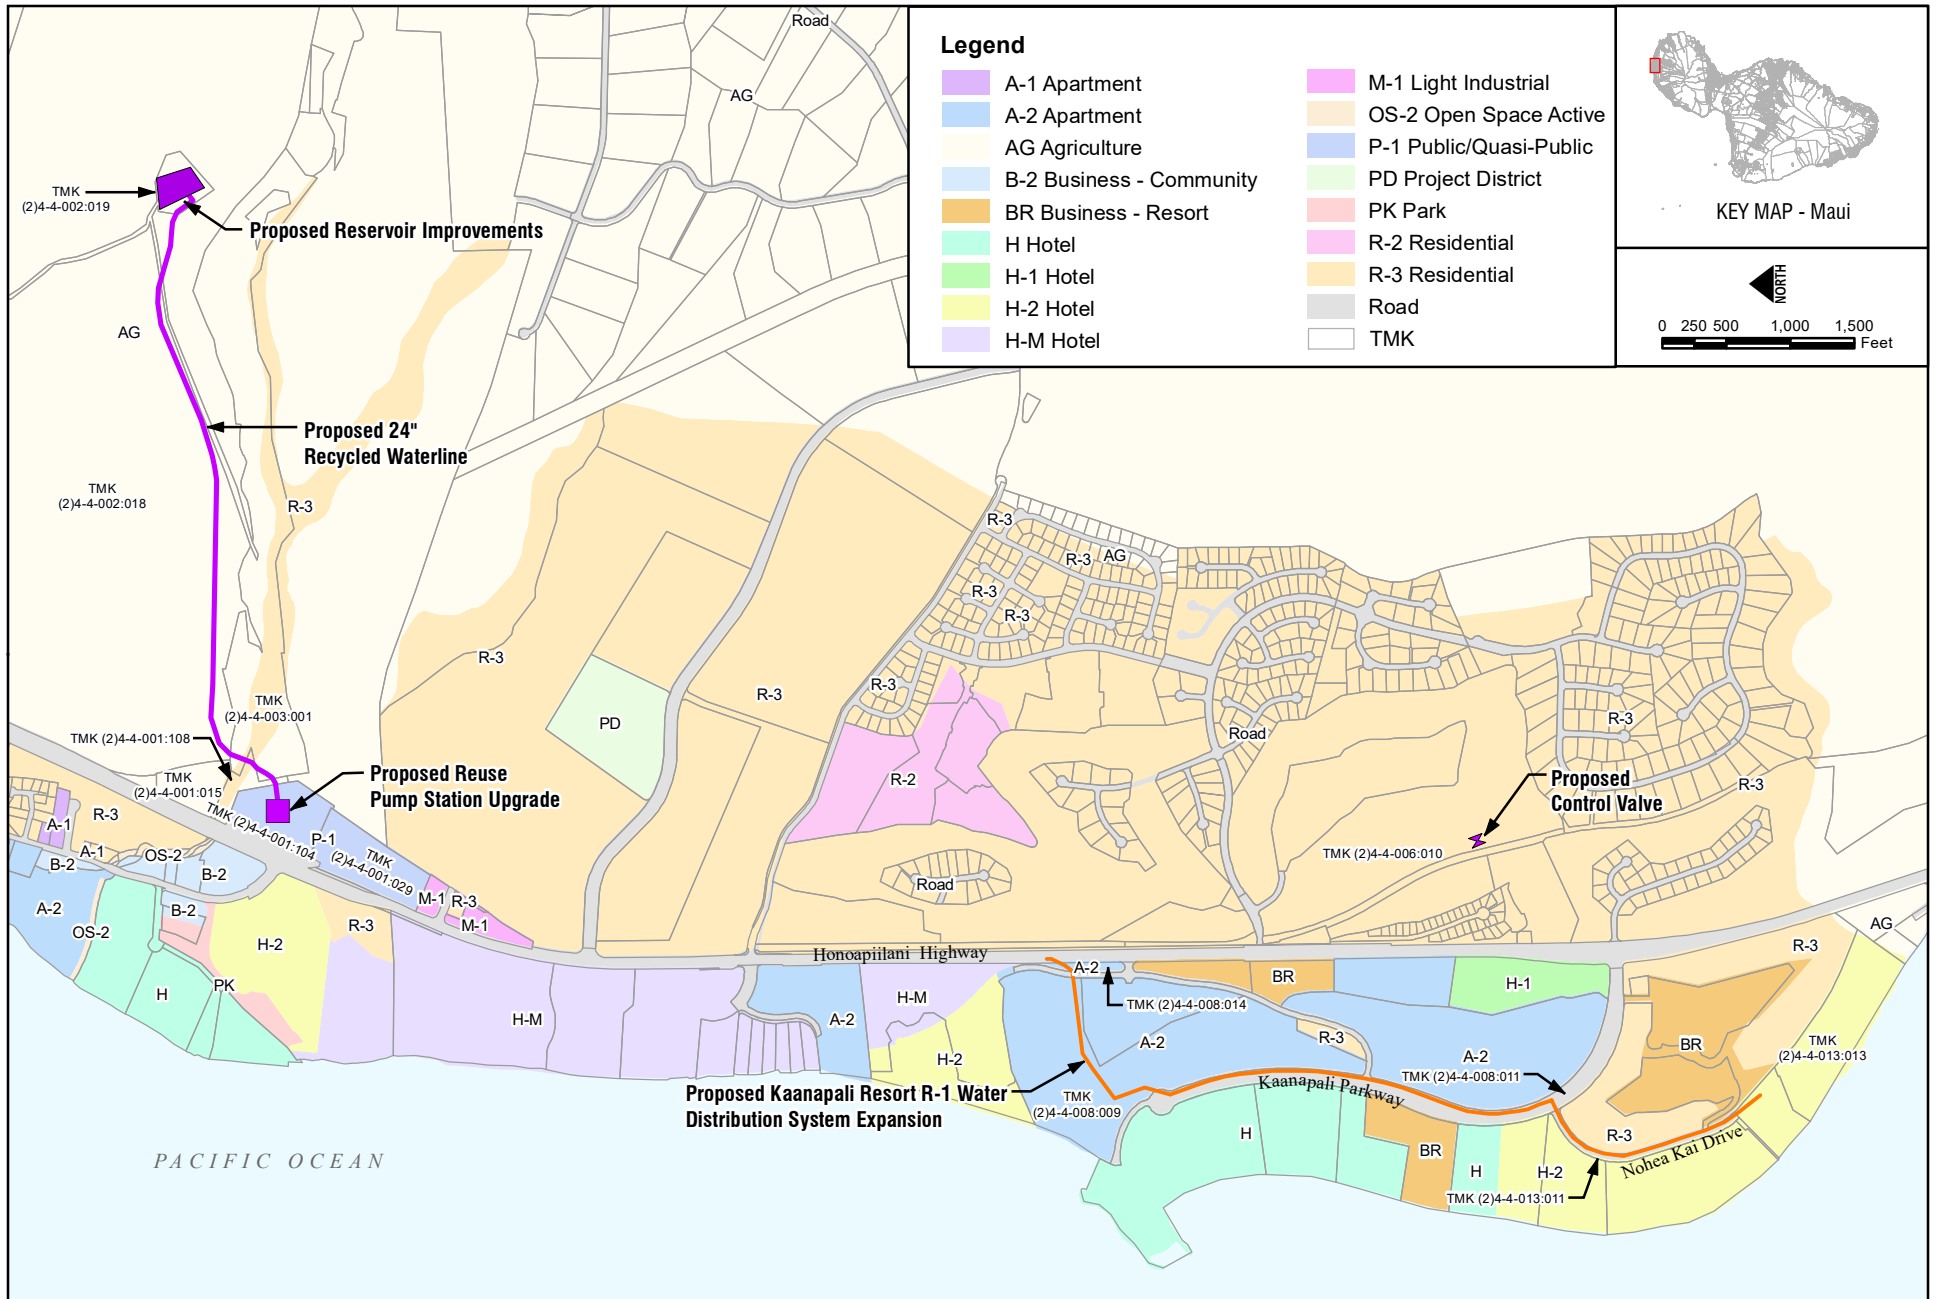 Road
AG
TMK
(2)4-4-002:019
Proposed Reservoir Improvements
AG
Proposed 24"
Recycled Waterline
TMK
(2)4-4-002:018
R-3
Legend
A-1 Apartment
A-2 Apartment
AG Agriculture
B-2 Business - Community
BR Business - Resort
H Hotel
H-1 Hotel
H-2 Hotel
H-M Hotel
M-1 Light Industrial
OS-2 Open Space Active
P-1 Public/Quasi-Public
PD Project District
PK Park
R-2 Residential
R-3 Residential
Road
TMK
KEY MAP - Maui
NORTH
0 250 500 1,000 1,500
Feet
R-3
R-3
AG
R-3
R-3
R-3
R-3
R-3
PD
R-3
R-2
Road
Road
TMK
(2)4-4-003:001
TMK (2)4-4-001:108
TMK
(2)4-4-001:015
TMK (2)4-4-001:104
Proposed Reuse
Pump Station Upgrade
P-1
TMK
(2)4-4-001:029
Proposed
Control Valve
R-3
TMK (2)4-4-006:010
A-1
R-3
A-1
B-2
OS-2
B-2
B-2
A-2
OS-2
H
PK
H-2
R-3
M-1
R-3
M-1
H-M
Honoapiilani Highway
A-2
H-M
H-2
A-2
TMK (2)4-4-008:014
BR
H-1
A-2
R-3
A-2
TMK (2)4-4-008:011
BR
R-3
AG
TMK
(2)4-4-013:013
Proposed Kaanapali Resort R-1 Water
Distribution System Expansion
TMK
(2)4-4-008:009
Kaanapali Parkway
H
BR
H
H-2
R-3
Nohea Kai Drive
TMK (2)4-4-013:011
PACIFIC OCEAN